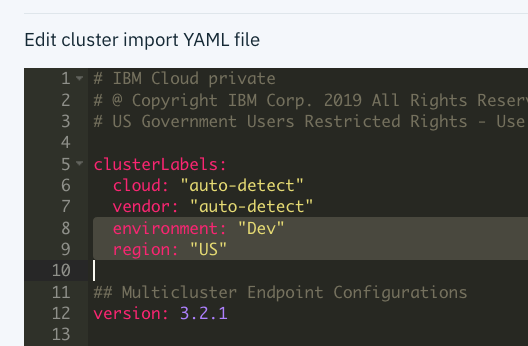 Edit cluster import YAML file
1 # IBM Cloud private
2 # @ Copyright IBM Corp. 2019 All Rights Reser
3 # US Government Users Restricted Rights - Use
4
5 clusterLabels:
6 cloud: "auto-detect"
7 vendor: "auto-detect"
8 environment: "Dev"
9 region: "US"
10
11 ## Multicluster Endpoint Configurations
12 version: 3.2.1
13